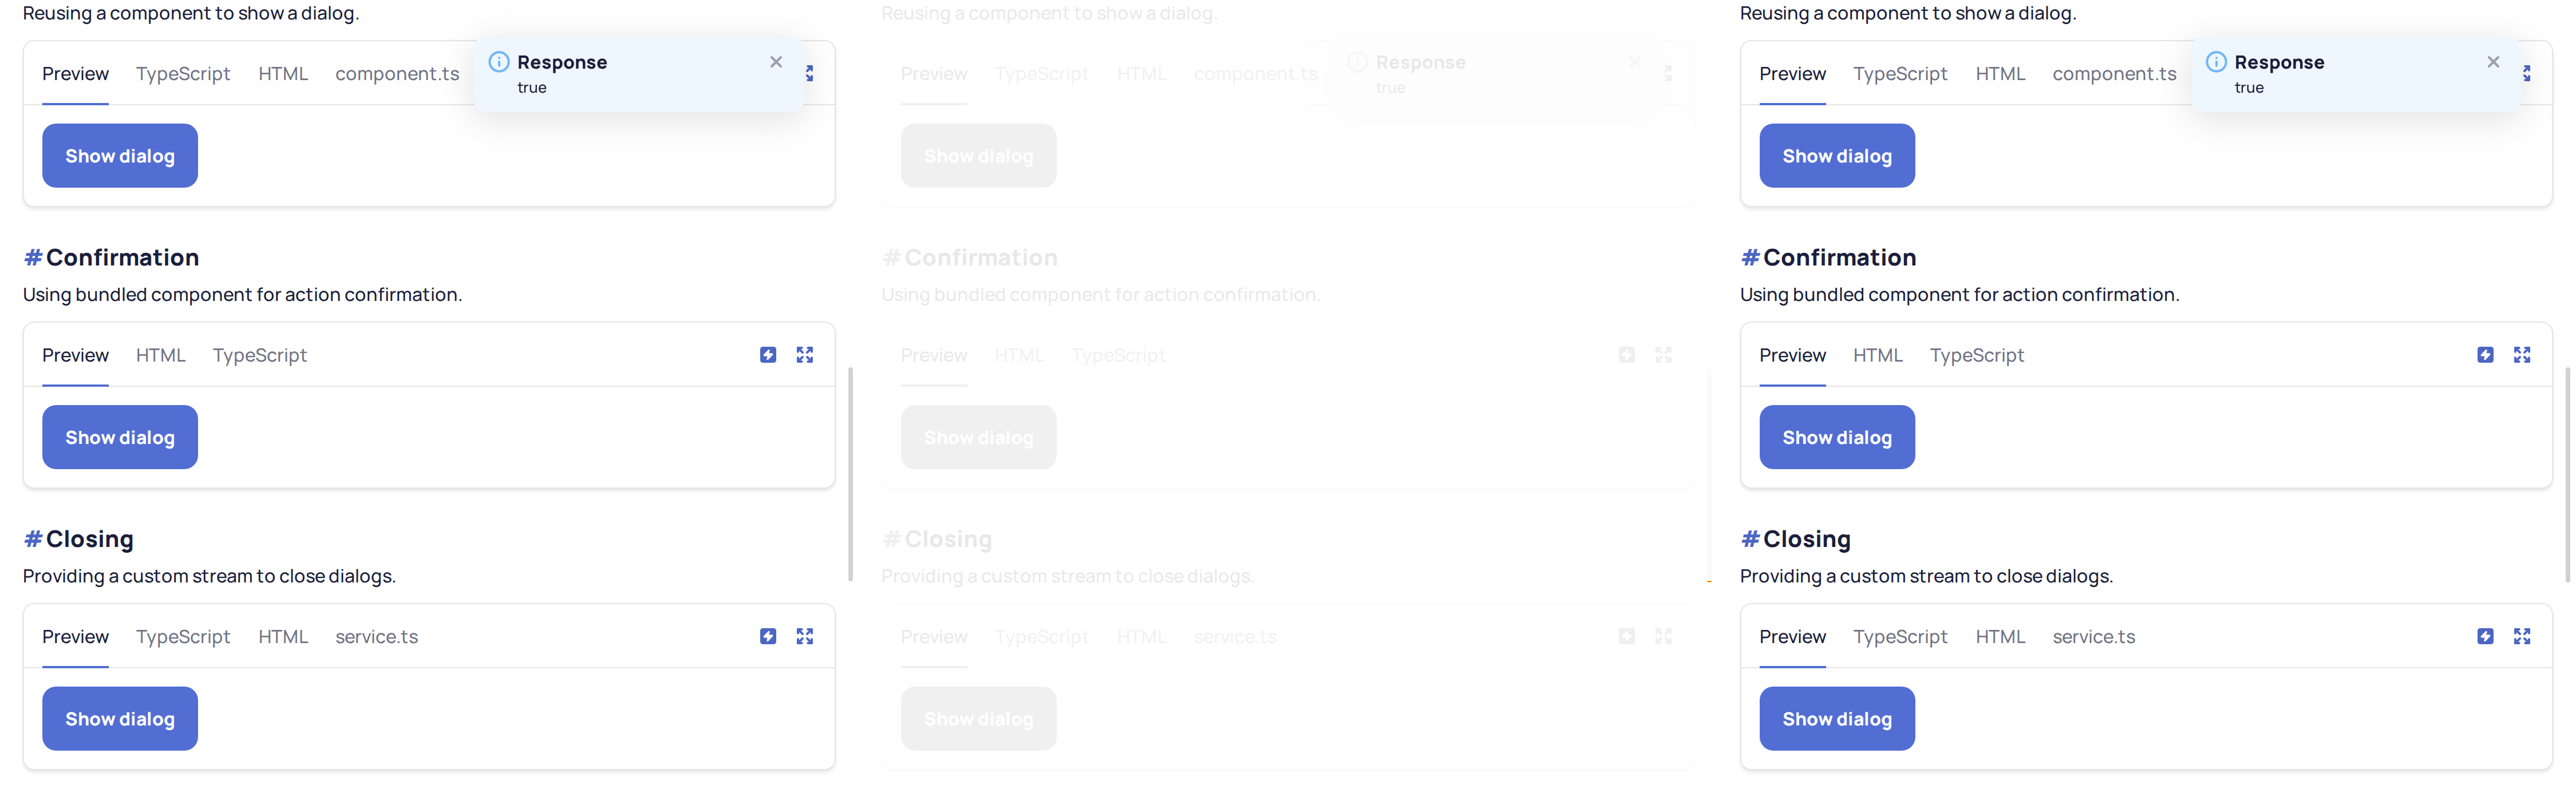 Reusing a component to show a dialog.
Preview TypeScript HTML component.ts
Response
true
Show dialog
#Confirmation
Using bundled component for action confirmation.
Preview HTML TypeScript
Show dialog
#Closing
Providing a custom stream to close dialogs.
Preview TypeScript HTML service.ts
Show dialog
Reusing a component to show a dialog.
Preview TypeScript HTML component.ts
Response
true
Show dialog
#Confirmation
Using bundled component for action confirmation.
Preview HTML TypeScript
Show dialog
#Closing
Providing a custom stream to close dialogs.
Preview TypeScript HTML service.ts
Show dialog
Reusing a component to show a dialog.
Preview TypeScript HTML component.ts
Response
true
Show dialog
#Confirmation
Using bundled component for action confirmation.
Preview HTML TypeScript
Show dialog
#Closing
Providing a custom stream to close dialogs.
Preview TypeScript HTML service.ts
Show dialog